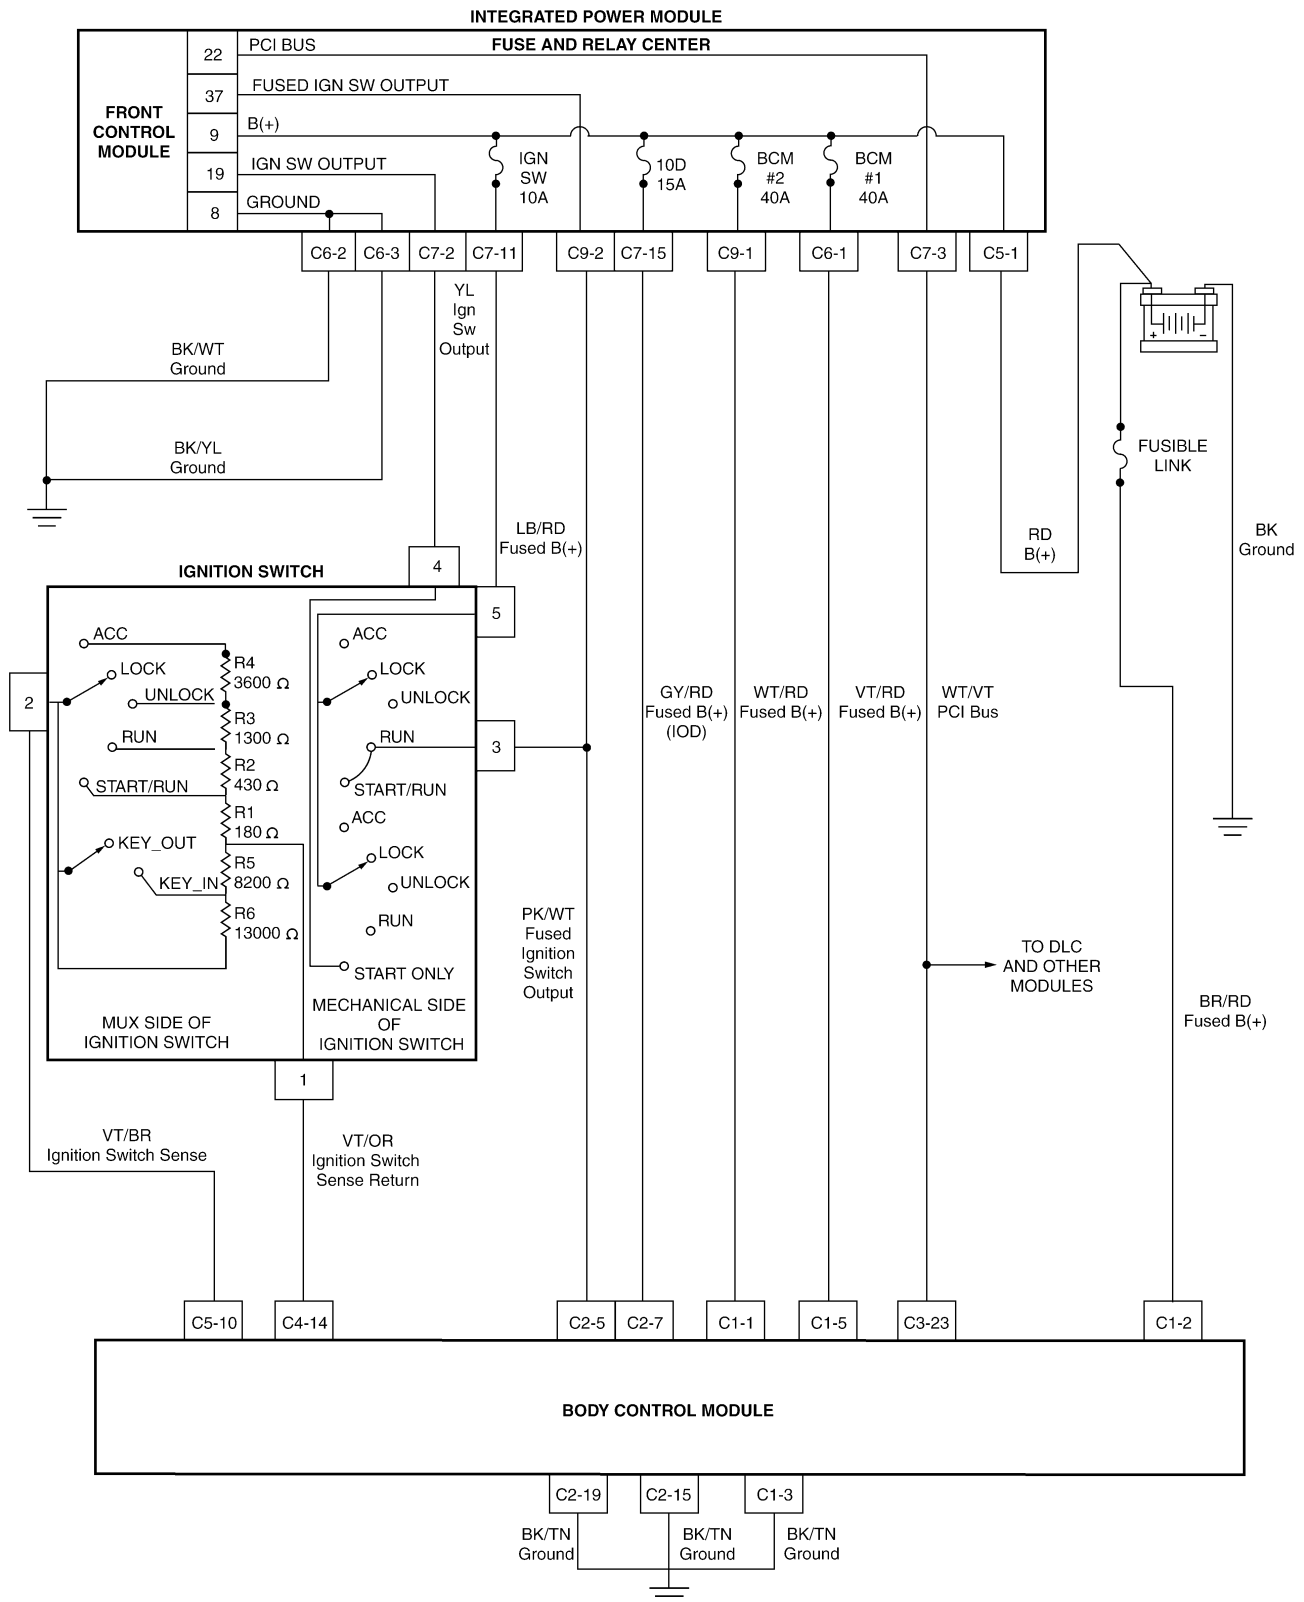 INTEGRATED POWER MODULE
FUSE AND RELAY CENTER
FRONT
CONTROL
MODULE
22
PCI BUS
37
FUSED IGN SW OUTPUT
9
B(+)
19
IGN SW OUTPUT
8
GROUND
IGN
SW
10A
10D
15A
BCM
#2
40A
BCM
#1
40A
C6-2
C6-3
C7-2
C7-11
C9-2
C7-15
C9-1
C6-1
C7-3
C5-1
YL
Ign
Sw
Output
BK/WT
Ground
BK/YL
Ground
+
−
FUSIBLE
LINK
LB/RD
Fused B(+)
RD
B(+)
BK
Ground
IGNITION SWITCH
4
5
2
3
ACC
LOCK
UNLOCK
RUN
START/RUN
KEY_OUT
KEY_IN
R4
3600 Ω
R3
1300 Ω
R2
430 Ω
R1
180 Ω
R5
8200 Ω
R6
13000 Ω
ACC
LOCK
UNLOCK
RUN
START/RUN
ACC
LOCK
UNLOCK
RUN
START ONLY
MUX SIDE OF
IGNITION SWITCH
MECHANICAL SIDE
OF
IGNITION SWITCH
1
GY/RD
Fused B(+)
(IOD)
WT/RD
Fused B(+)
VT/RD
Fused B(+)
WT/VT
PCI Bus
PK/WT
Fused
Ignition
Switch
Output
TO DLC
AND OTHER
MODULES
BR/RD
Fused B(+)
VT/BR
Ignition Switch Sense
VT/OR
Ignition Switch
Sense Return
C5-10
C4-14
C2-5
C2-7
C1-1
C1-5
C3-23
C1-2
BODY CONTROL MODULE
C2-19
C2-15
C1-3
BK/TN
Ground
BK/TN
Ground
BK/TN
Ground